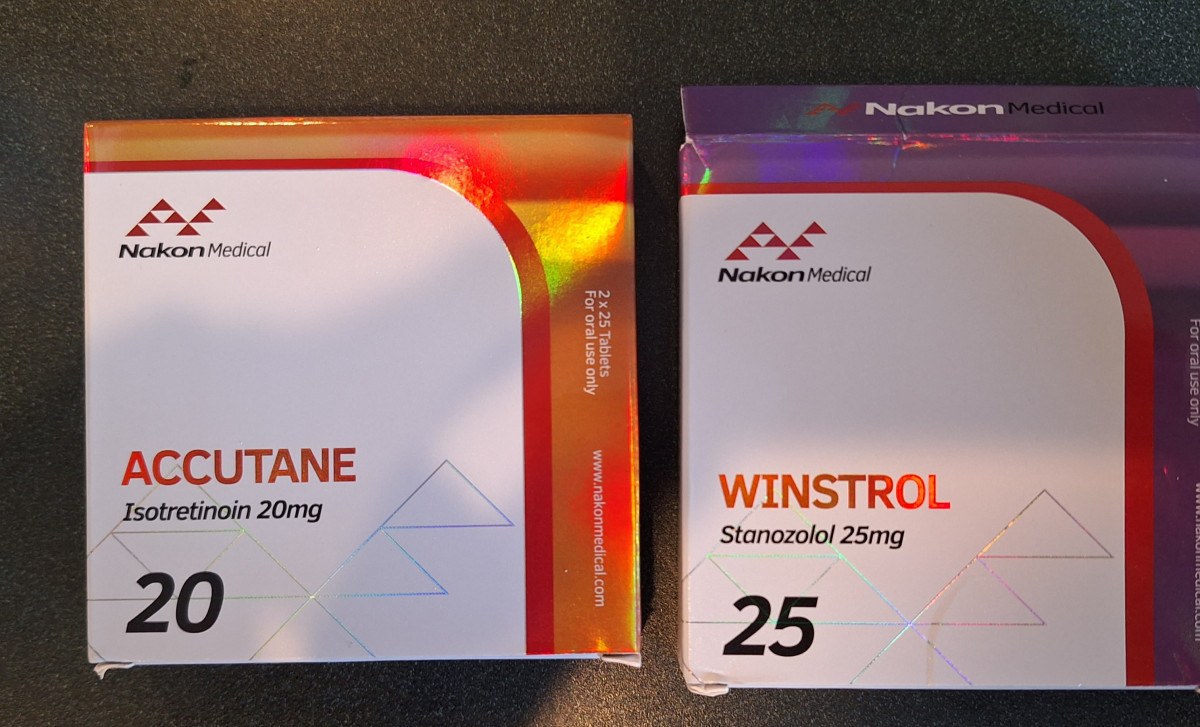 Nakon Medical
ACCUTANE
Isotretinoin 20mg
20
2 x 25 Tablets
For oral use only
www.nakonmedical.com
Nakon Medical
Nakon Medical
WINSTROL
Stanozolol 25mg
25
For oral use only